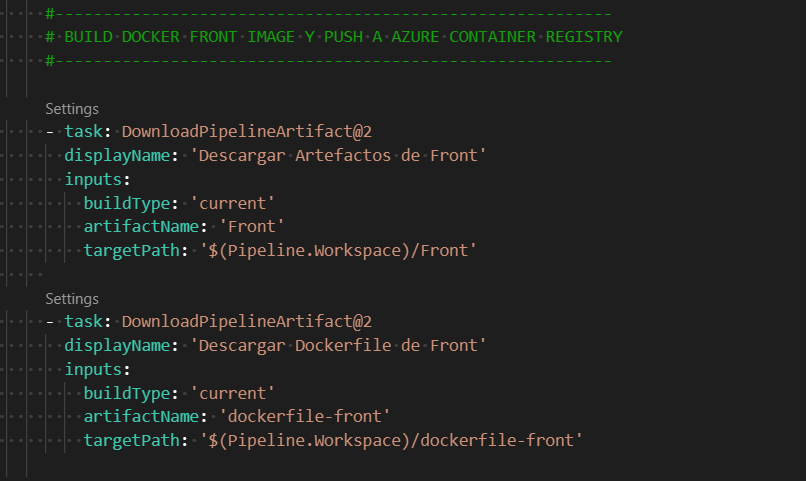 #----------------------------------------------------------
# BUILD DOCKER FRONT IMAGE Y PUSH A AZURE CONTAINER REGISTRY
#----------------------------------------------------------
Settings
- task: DownloadPipelineArtifact@2
displayName: 'Descargar Artefactos de Front'
inputs:
buildType: 'current'
artifactName: 'Front'
targetPath: '$(Pipeline.Workspace)/Front'
Settings
- task: DownloadPipelineArtifact@2
displayName: 'Descargar Dockerfile de Front'
inputs:
buildType: 'current'
artifactName: 'dockerfile-front'
targetPath: '$(Pipeline.Workspace)/dockerfile-front'